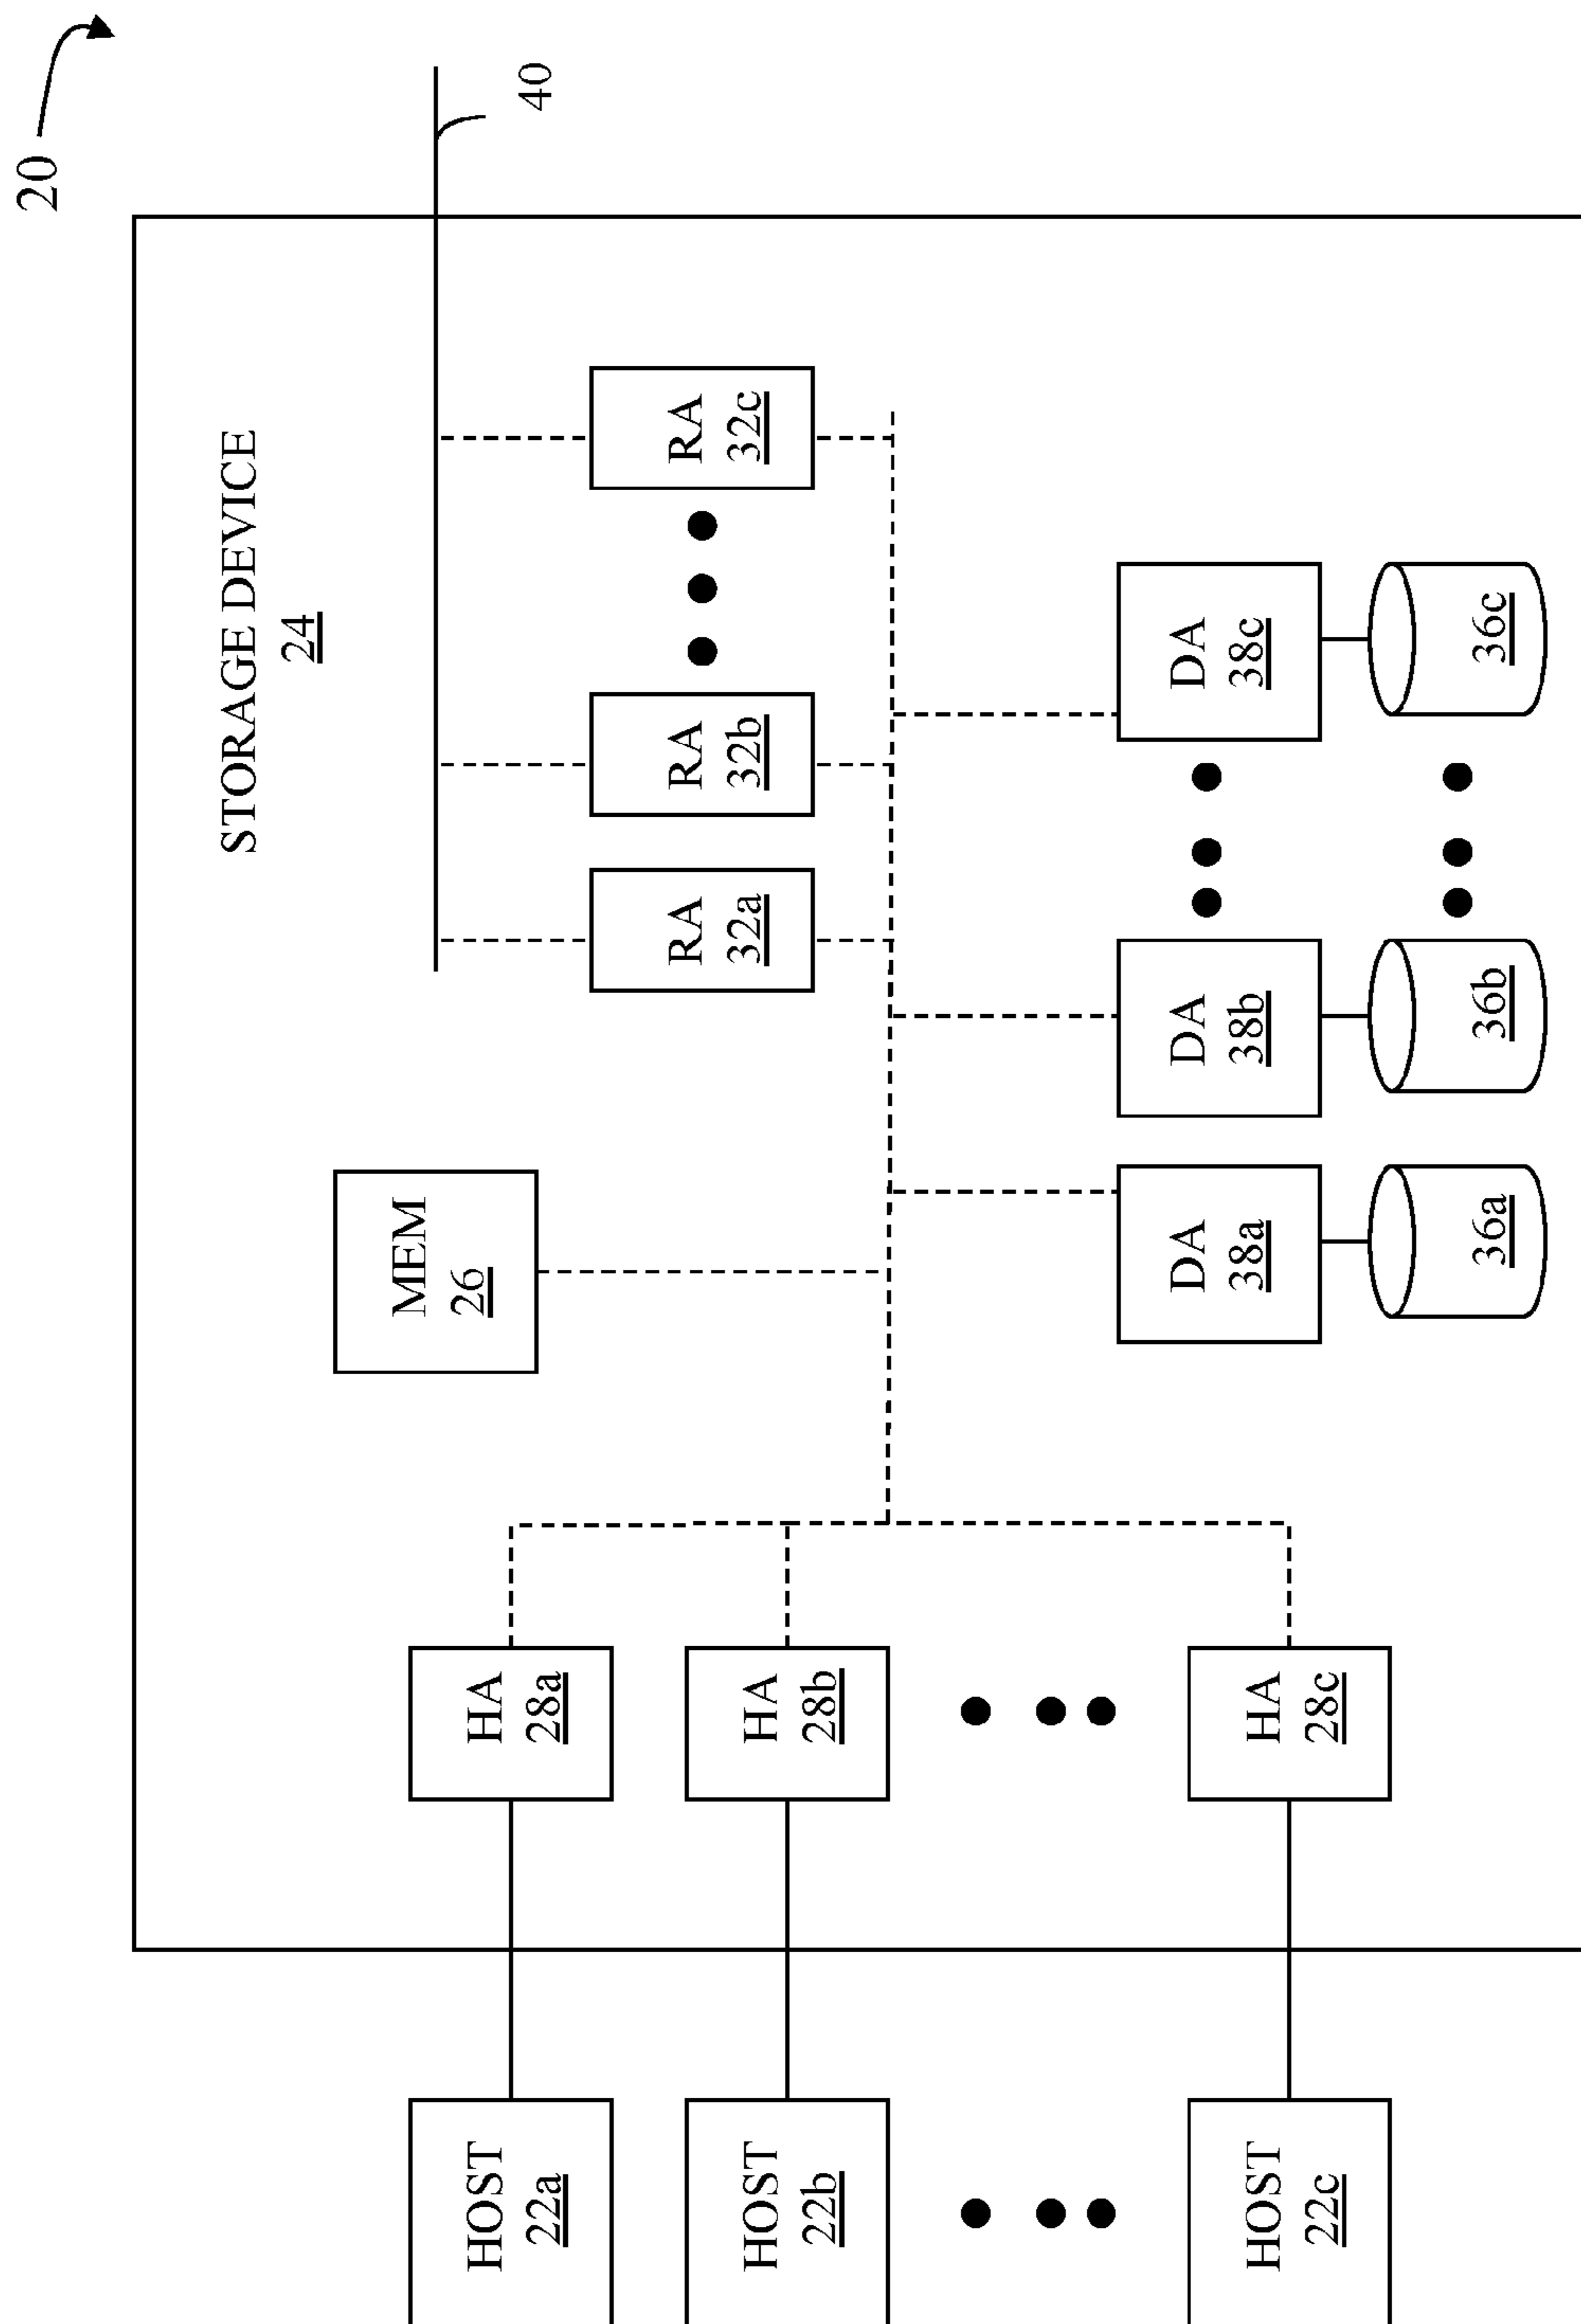 20
40
STORAGE DEVICE
24
HOST
22a
HA
28a
MEM
26
RA
32a
RA
32b
RA
32c
HOST
22b
HA
28b
HOST
22c
HA
28c
DA
38a
DA
38b
DA
38c
36a
36b
36c